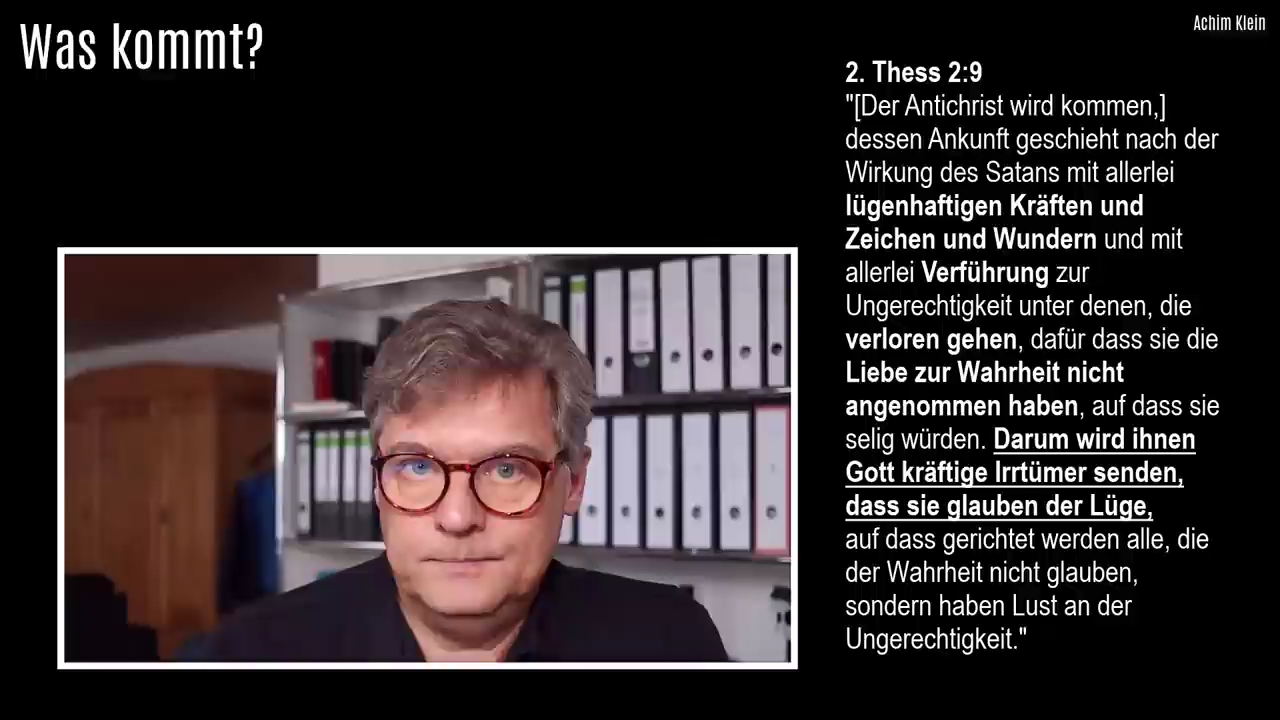 Was kommt?
Achim Klein
2. Thess 2:9
"[Der Antichrist wird kommen,]
dessen Ankunft geschieht nach der
Wirkung des Satans mit allerlei
lügenhaftigen Kräften und
Zeichen und Wundern und mit
allerlei Verführung zur
Ungerechtigkeit unter denen, die
verloren gehen, dafür dass sie die
Liebe zur Wahrheit nicht
angenommen haben, auf dass sie
selig würden. Darum wird ihnen
Gott kräftige Irrtümer senden,
dass sie glauben der Lüge,
auf dass gerichtet werden alle, die
der Wahrheit nicht glauben,
sondern haben Lust an der
Ungerechtigkeit."